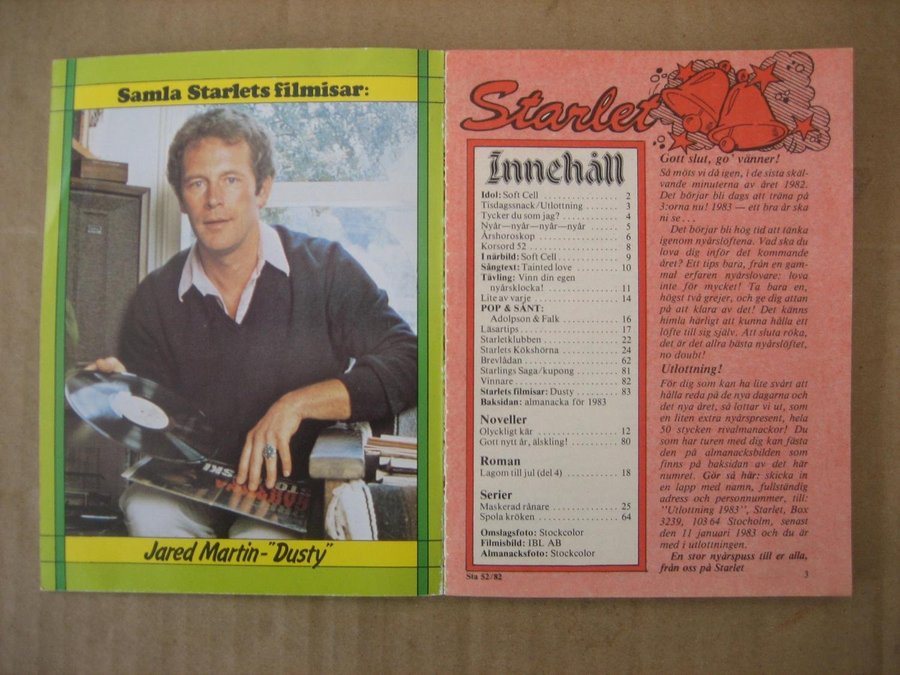 Samla Starlets filmisar:
Jared Martin-"Dusty"
Starlet
Innehåll
Idol: Soft Cell . . . . . . . . . . . . . . . 2
Tisdagssnack/Utlottning . . . . . . . 3
Tycker du som jag? . . . . . . . . . . . 4
Nyår—nyår—nyår—nyår . . . . . 5
Årshoroskop . . . . . . . . . . . . . . . . 6
Korsord 52 . . . . . . . . . . . . . . . . . 8
I närbild: Soft Cell . . . . . . . . . . . . 9
Sångtext: Tainted love . . . . . . . . 10
Tävling: Vinn din egen
nyårsklocka! . . . . . . . . . . . . . 11
Lite av varje . . . . . . . . . . . . . . . . 14
POP & SÅNT:
Adolpson & Falk . . . . . . . . . . 16
Läsartips . . . . . . . . . . . . . . . . . . . 17
Starletklubben . . . . . . . . . . . . . . . 22
Starlets Kökshörna . . . . . . . . . . . 24
Brevlådan . . . . . . . . . . . . . . . . . . 62
Starlings Saga/kupong . . . . . . . . 81
Vinnare . . . . . . . . . . . . . . . . . . . . 82
Starlets filmisar: Dusty . . . . . . . . 83
Baksidan: almanacka för 1983
Noveller
Olyckligt kär . . . . . . . . . . . . . . . . 12
Gott nytt år, älskling! . . . . . . . . . 80
Roman
Lagom till jul (del 4) . . . . . . . . . . 18
Serier
Maskerad rånare . . . . . . . . . . . . . 25
Spola kröken . . . . . . . . . . . . . . . . 64
Omslagsfoto: Stockcolor
Filmisbild: IBL AB
Almanacksfoto: Stockcolor
Sta 52/82
Gott slut, go' vänner!
Så möts vi då igen, i de sista skäl-
vande minuterna av året 1982.
Det börjar bli dags att träna på
3:orna nu! 1983 — ett bra år ska
ni se . . .
Det börjar bli hög tid att tänka
igenom nyårslöftena. Vad ska du
lova dig inför det kommande
året? Ett tips bara, från en gam-
mal erfaren nyårslovare: lova
inte för mycket! Ta bara en,
högst två grejer, och ge dig attan
på att klara av det! Det känns
himla härligt att kunna hålla ett
löfte till sig själv. Att sluta röka,
det är det allra bästa nyårslöftet,
no doubt!
Utlottning!
För dig som kan ha lite svårt att
hålla reda på de nya dagarna och
det nya året, så lottar vi ut, som
en liten extra nyårspresent, hela
50 stycken rivalmanackor! Du
som har turen med dig kan fästa
den på almanacksbilden som
finns på baksidan av det här
numret. Gör så här: skicka in
en lapp med namn, fullständig
adress och personnummer, till:
"Utlottning 1983", Starlet, Box
3239, 103 64 Stocholm, senast
den 11 januari 1983 och du är
med i utlottningen.
En stor nyårspuss till er alla,
från oss på Starlet
3